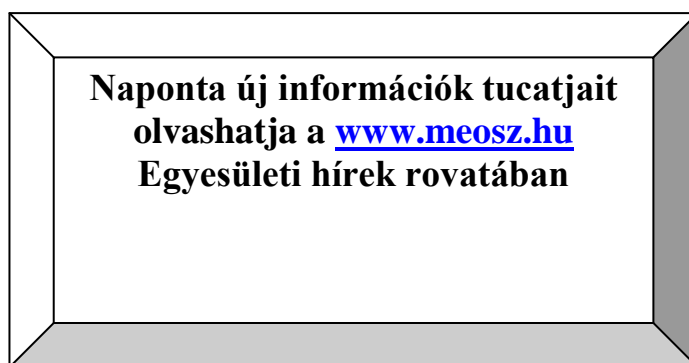 Naponta új információk tucatjait
olvashatja a www.meosz.hu
Egyesületi hírek rovatában